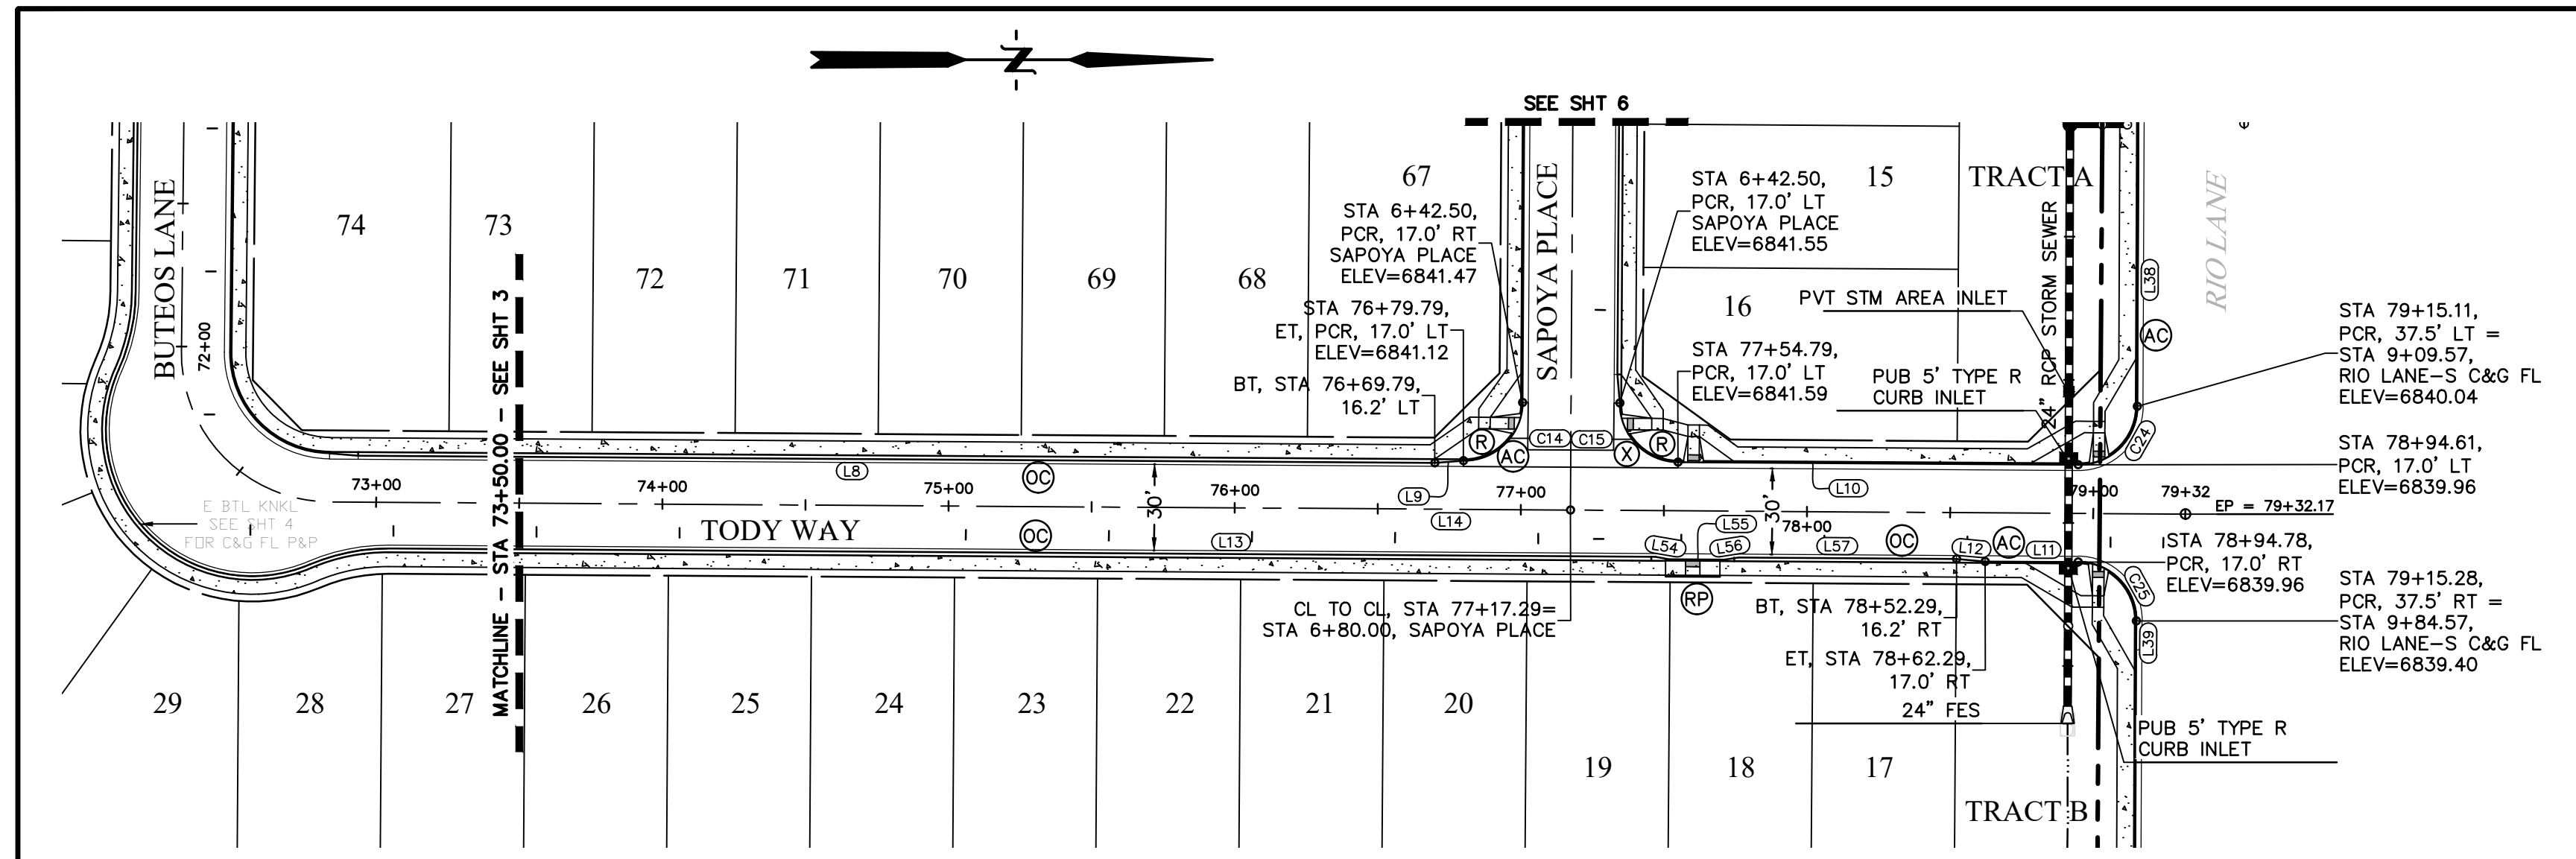 N
SEE SHT 6
BUTEOS LANE
72+00
74
73
72
71
70
69
68
67
SAPOYA PLACE
15
16
TRACT A
RIO LANE
24" RCP STORM SEWER
MATCHLINE - STA 73+50.00 - SEE SHT 3
STA 6+42.50,
PCR, 17.0' RT
SAPOYA PLACE
ELEV=6841.47
STA 76+79.79,
ET, PCR, 17.0' LT
ELEV=6841.12
BT, STA 76+69.79,
16.2' LT
STA 6+42.50,
PCR, 17.0' LT
SAPOYA PLACE
ELEV=6841.55
PVT STM AREA INLET
STA 77+54.79,
PCR, 17.0' LT
ELEV=6841.59
PUB 5' TYPE R
CURB INLET
L38
AC
C24
STA 79+15.11,
PCR, 37.5' LT =
STA 9+09.57,
RIO LANE-S C&G FL
ELEV=6840.04
STA 78+94.61,
PCR, 17.0' LT
ELEV=6839.96
R
AC
C14
C15
X
R
L8
OC
L9
L10
L14
73+00
74+00
75+00
76+00
77+00
78+00
79+00
79+32
EP = 79+32.17
30'
30'
E BTL KNKL
SEE SHT 4
FOR C&G FL P&P
TODY WAY
OC
L13
L54
L55
L56
L57
OC
L12
AC
L11
RP
C25
L39
STA 78+94.78,
PCR, 17.0' RT
ELEV=6839.96
STA 79+15.28,
PCR, 37.5' RT =
STA 9+84.57,
RIO LANE-S C&G FL
ELEV=6839.40
CL TO CL, STA 77+17.29=
STA 6+80.00, SAPOYA PLACE
BT, STA 78+52.29,
16.2' RT
ET, STA 78+62.29,
17.0' RT
24" FES
PUB 5' TYPE R
CURB INLET
29
28
27
26
25
24
23
22
21
20
19
18
17
TRACT B